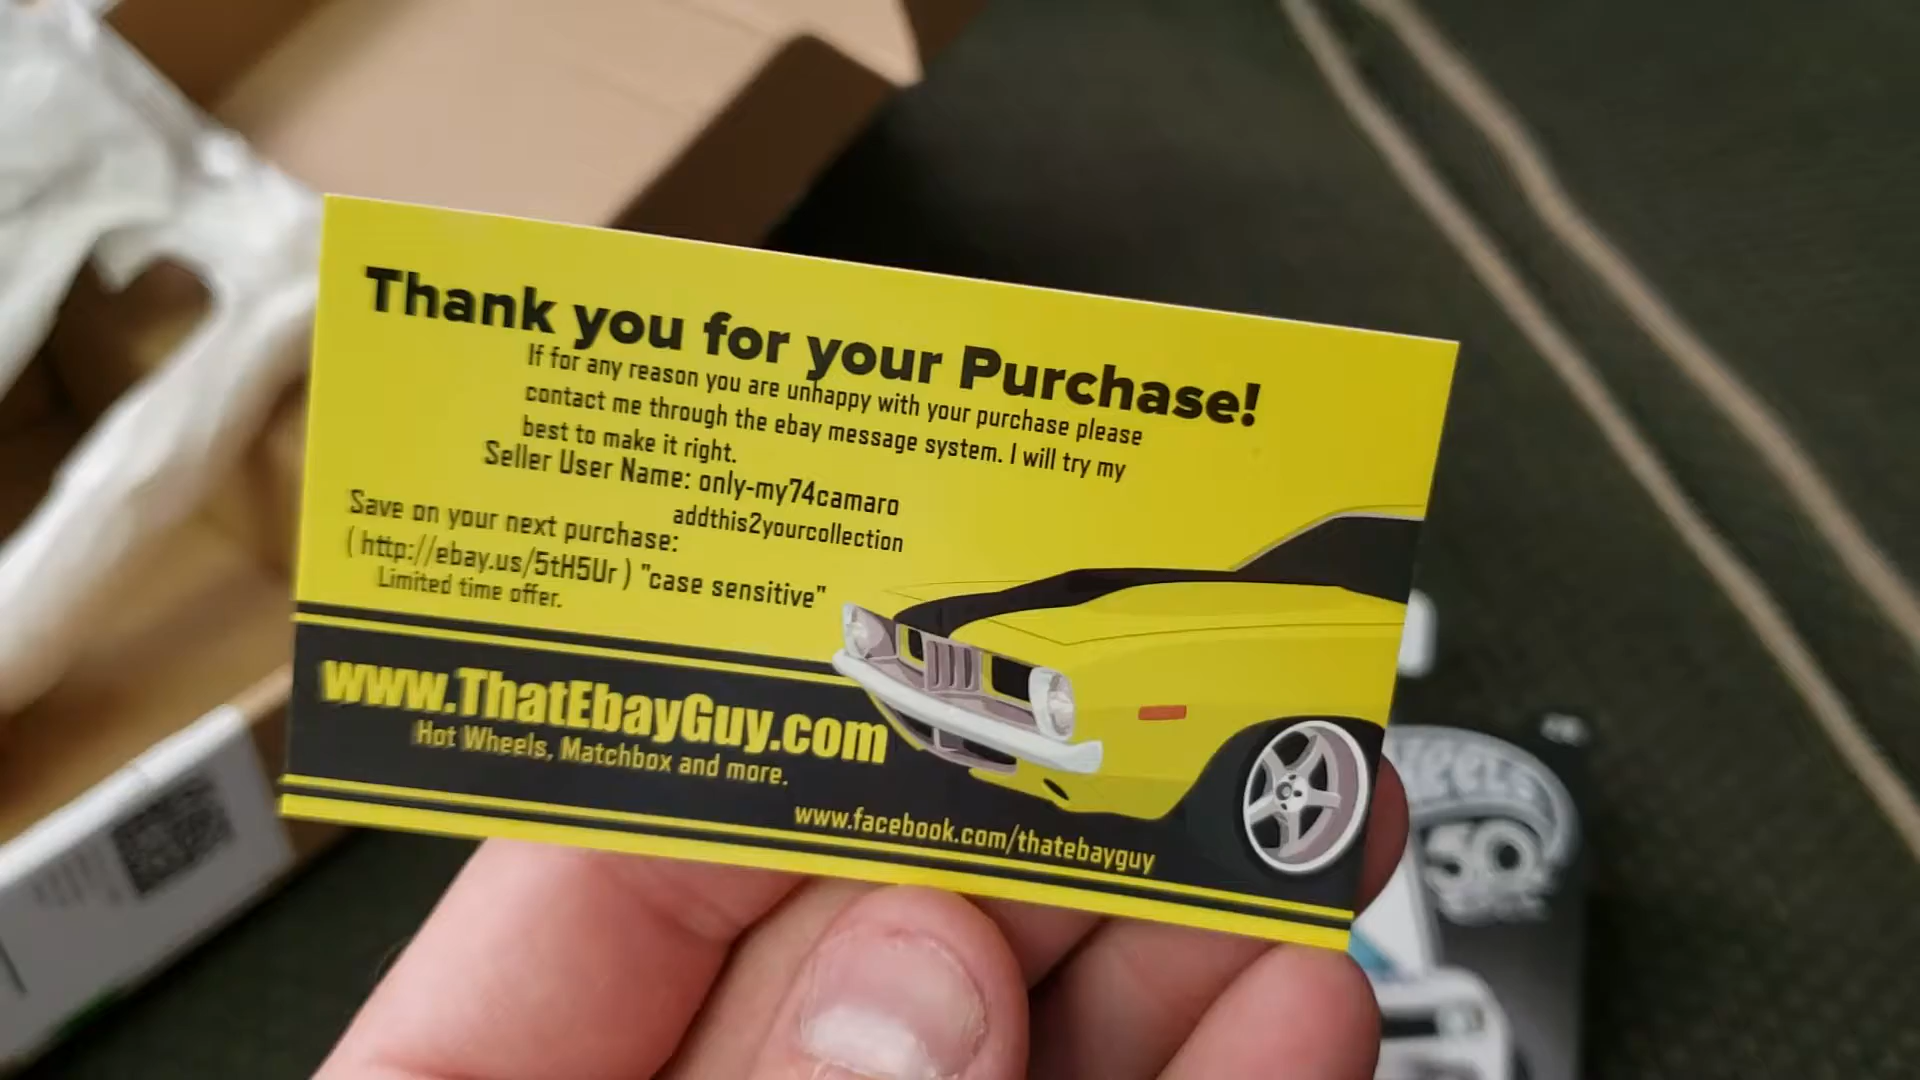 Thank you for your Purchase!
If for any reason you are unhappy with your purchase please
contact me through the ebay message system. I will try my
best to make it right.
Seller User Name: only-my74camaro
addthis2yourcollection
Save on your next purchase:
( http://ebay.us/5tH5Ur ) "case sensitive"
Limited time offer.
www.ThatEbayGuy.com
Hot Wheels, Matchbox and more.
www.facebook.com/thatebayguy
WHEELS
50